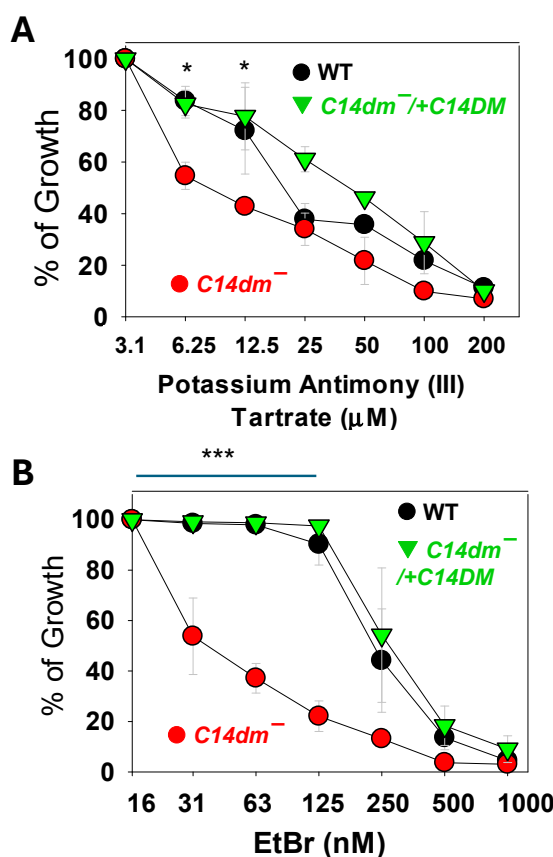 A
* *
WT
C14dm⁻/+C14DM
100
80
60
40
20
0
% of Growth
C14dm⁻
3.1 6.25 12.5 25 50 100 200
Potassium Antimony (III)
Tartrate (μM)
***
B
WT
C14dm⁻
/+C14DM
100
80
60
40
20
0
% of Growth
C14dm⁻
16 31 63 125 250 500 1000
EtBr (nM)